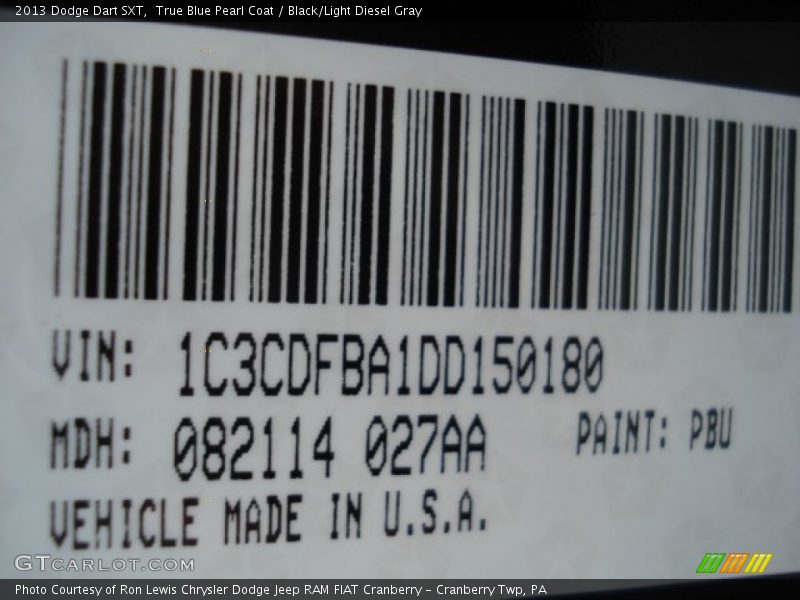 2013 Dodge Dart SXT,  True Blue Pearl Coat / Black/Light Diesel Gray
VIN: 1C3CDFBA1DD150180
MDH: 082114 027AA PAINT: PBU
VEHICLE MADE IN U.S.A.
GTCARLOT.COM
Photo Courtesy of Ron Lewis Chrysler Dodge Jeep RAM FIAT Cranberry - Cranberry Twp, PA